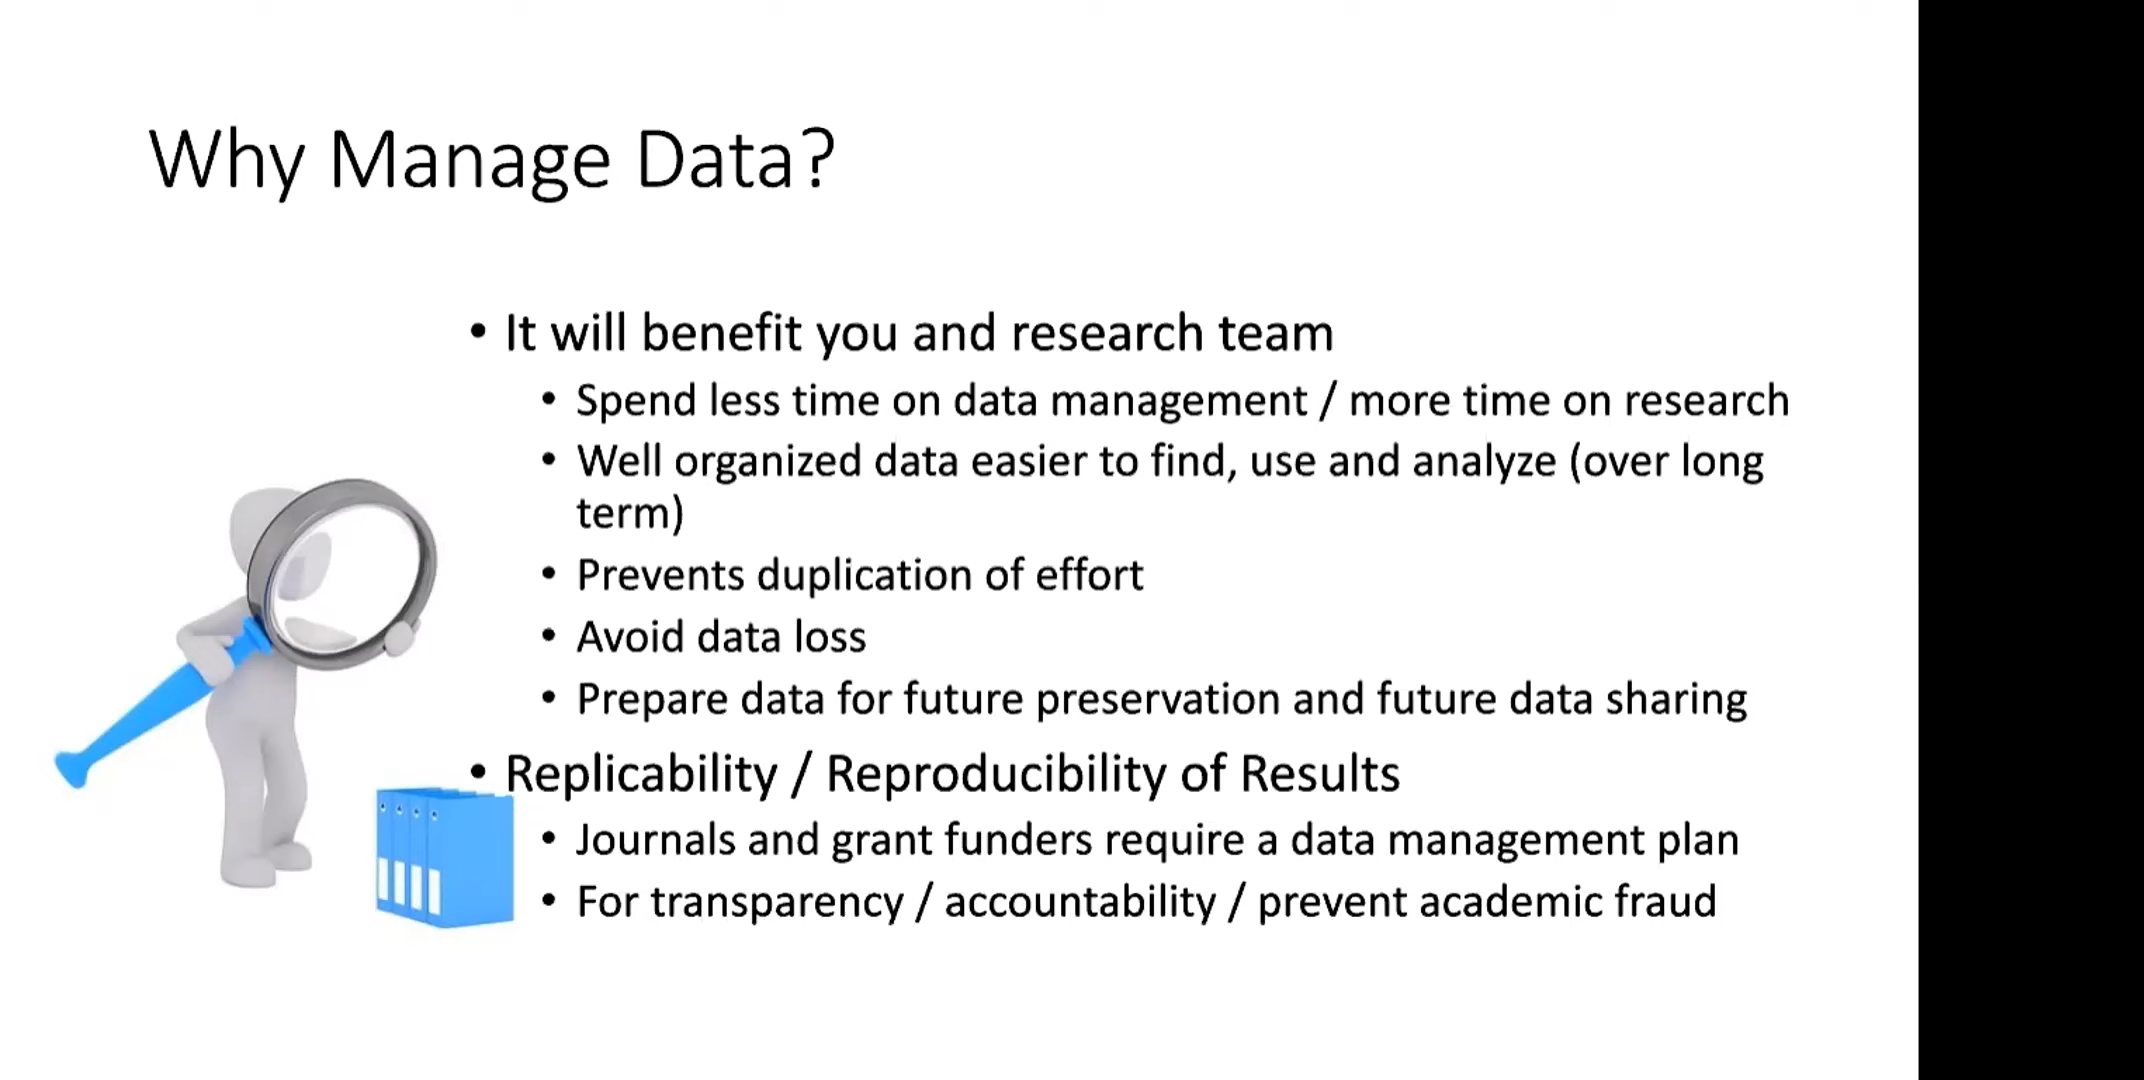 Why Manage Data?
• It will benefit you and research team
• Spend less time on data management / more time on research
• Well organized data easier to find, use and analyze (over long
term)
• Prevents duplication of effort
• Avoid data loss
• Prepare data for future preservation and future data sharing
• Replicability / Reproducibility of Results
• Journals and grant funders require a data management plan
• For transparency / accountability / prevent academic fraud